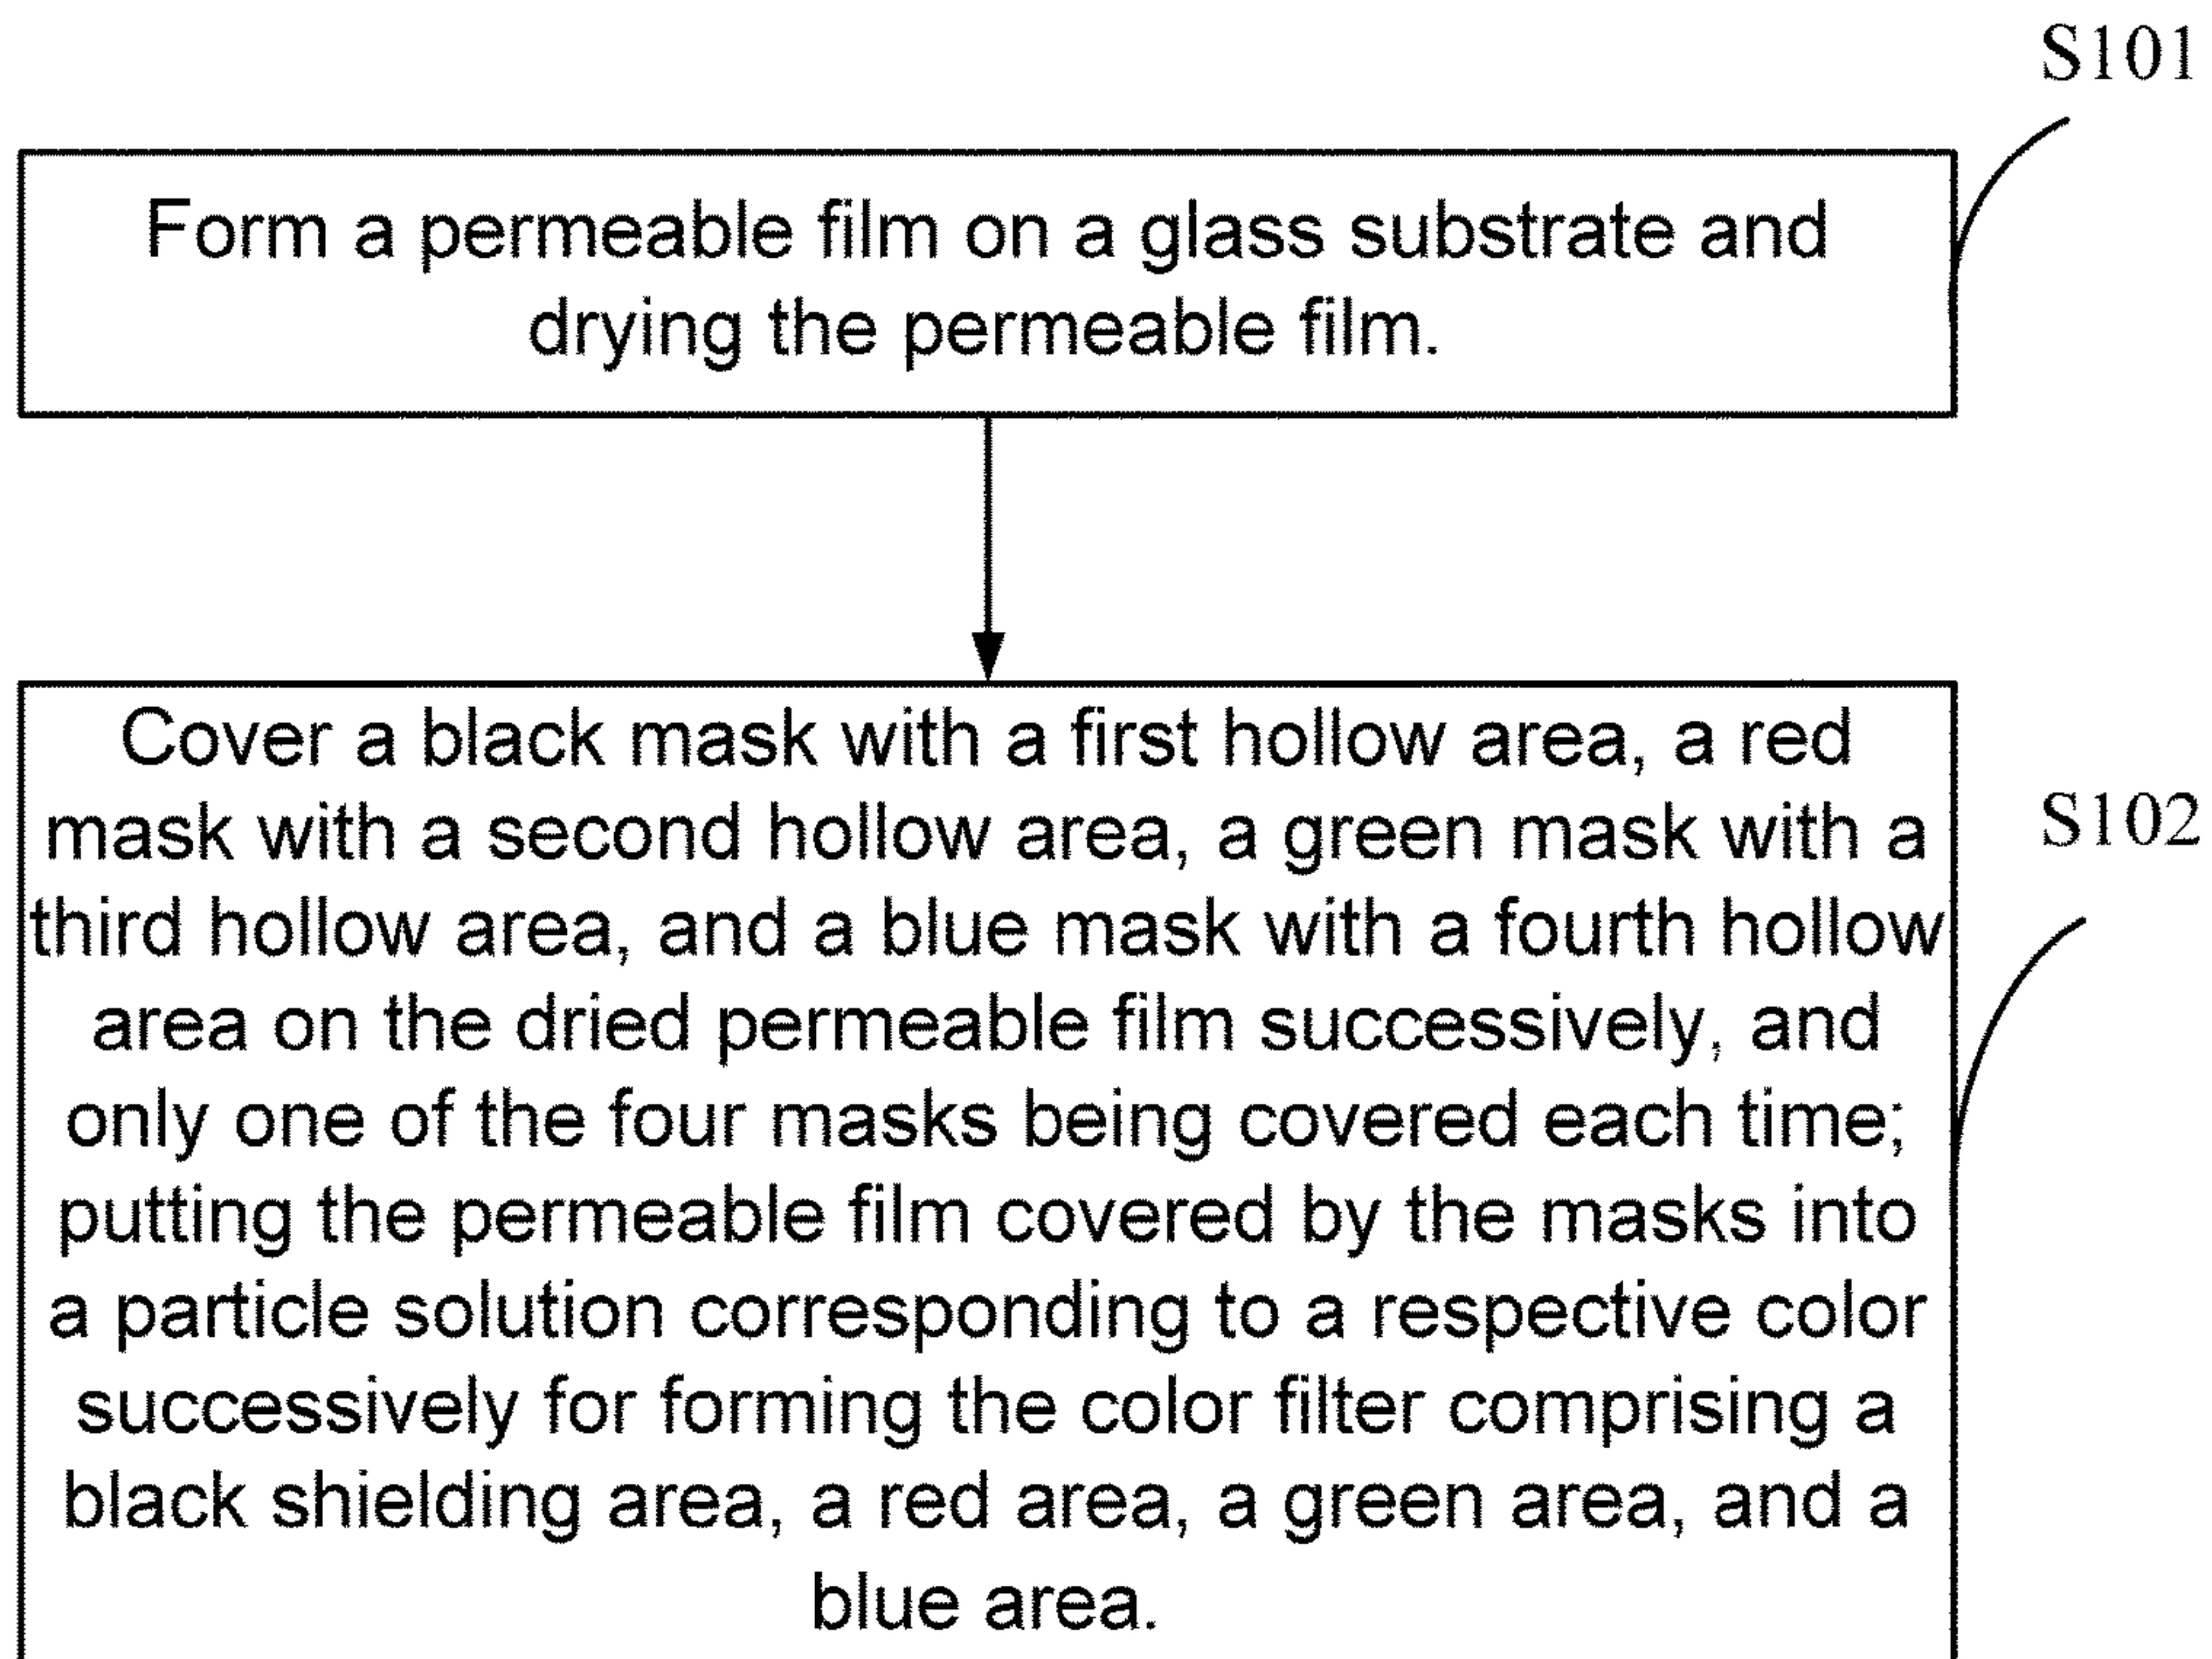 S101
Form a permeable film on a glass substrate and
drying the permeable film.
Cover a black mask with a first hollow area, a red
mask with a second hollow area, a green mask with a
third hollow area, and a blue mask with a fourth hollow
area on the dried permeable film successively, and
only one of the four masks being covered each time;
putting the permeable film covered by the masks into
a particle solution corresponding to a respective color
successively for forming the color filter comprising a
black shielding area, a red area, a green area, and a
blue area.
S102